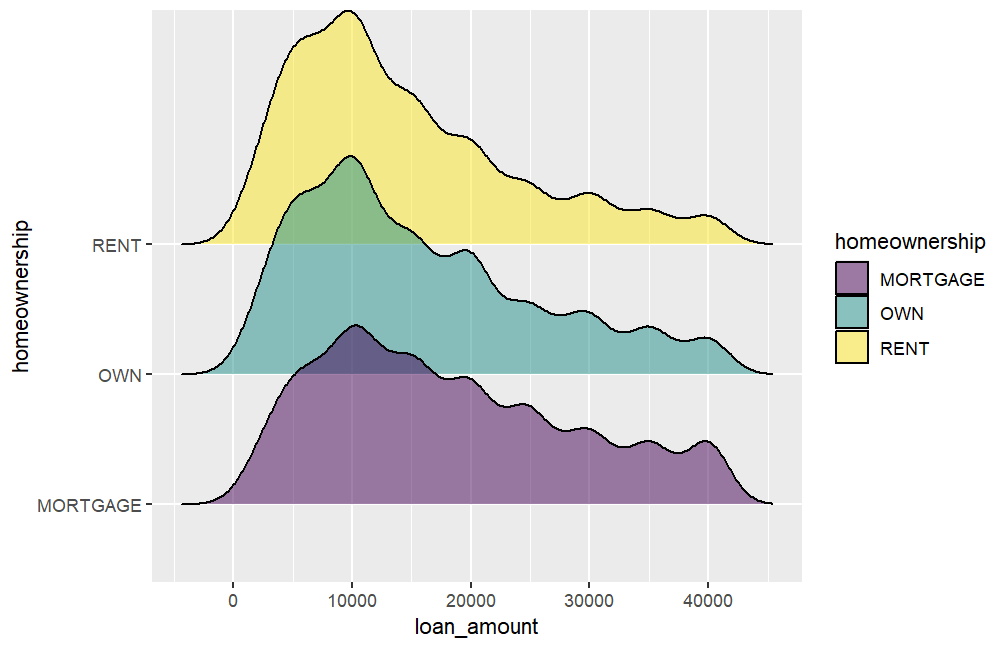 homeownership
RENT
OWN
MORTGAGE
0 10000 20000 30000 40000
loan_amount
homeownership
MORTGAGE
OWN
RENT